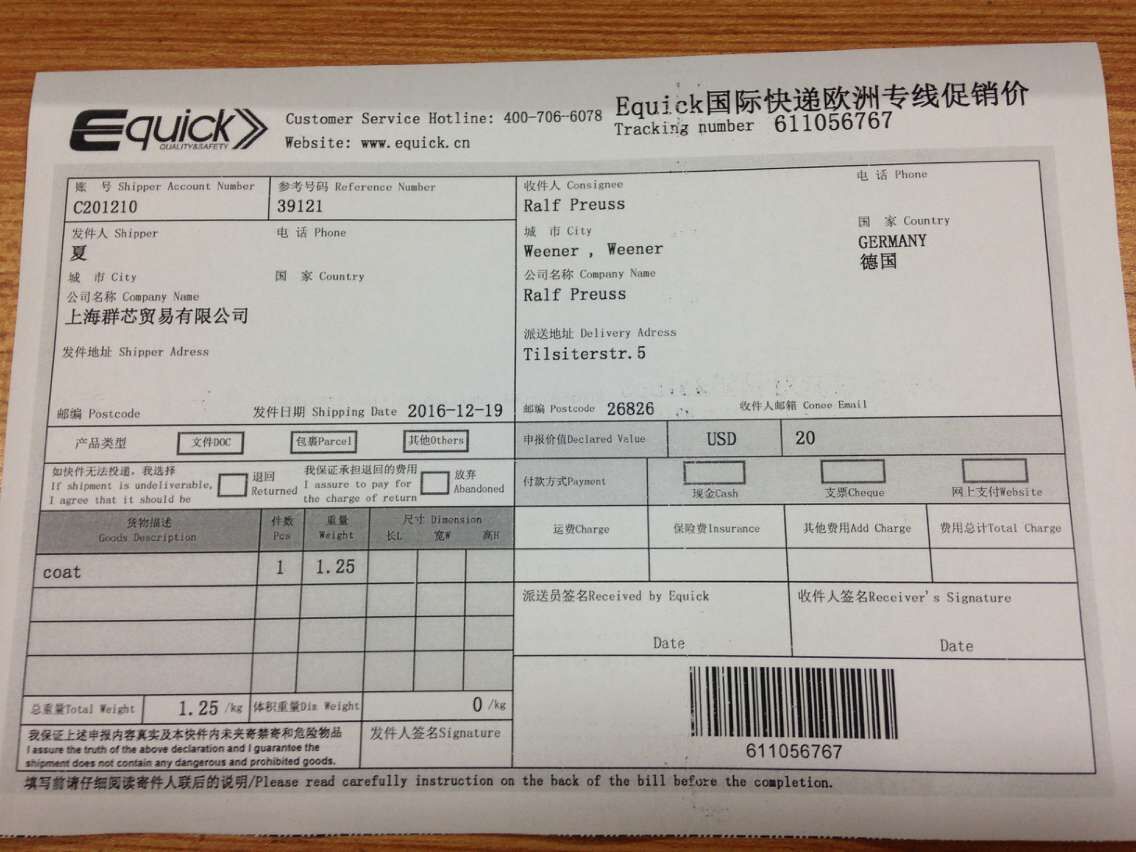 Equick
QUALITY&SAFETY
Customer Service Hotline: 400-706-6078
Website: www.equick.cn
Equick国际快递欧洲专线促销价
Tracking number 611056767
账 号 Shipper Account Number
C201210
参考号码 Reference Number
39121
发件人 Shipper
夏
电 话 Phone
城 市 City
国 家 Country
公司名称 Company Name
上海群芯贸易有限公司
发件地址 Shipper Adress
邮编 Postcode
发件日期 Shipping Date 2016-12-19
收件人 Consignee
Ralf Preuss
电 话 Phone
城 市 City
Weener , Weener
国 家 Country
GERMANY
德国
公司名称 Company Name
Ralf Preuss
派送地址 Delivery Adress
Tilsiterstr.5
邮编 Postcode 26826
收件人邮箱 Conee Email
产品类型
文件DOC
包裹Parcel
其他Others
申报价值Declared Value
USD
20
如快件无法投递，我选择
If shipment is undeliverable,
I agree that it should be
退回
Returned
我保证承担退回的费用
I assure to pay for
the charge of return
放弃
Abandoned
付款方式Payment
现金Cash
支票Cheque
网上支付Website
货物描述
Goods Description
件数
Pcs
重量
Weight
尺寸 Dimension
长L
宽W
高H
运费Charge
保险费Insurance
其他费用Add Charge
费用总计Total Charge
coat
1
1.25
派送员签名Received by Equick
Date
收件人签名Receiver's Signature
Date
总重量Total Weight
1.25 /kg
体积重量Dim Weight
0 /kg
我保证上述申报内容真实及本快件内未夹寄禁寄和危险物品
I assure the truth of the above declaration and I guarantee the
shipment does not contain any dangerous and prohibited goods.
发件人签名Signature
611056767
填写前请仔细阅读寄件人联后的说明/Please read carefully instruction on the back of the bill before the completion.